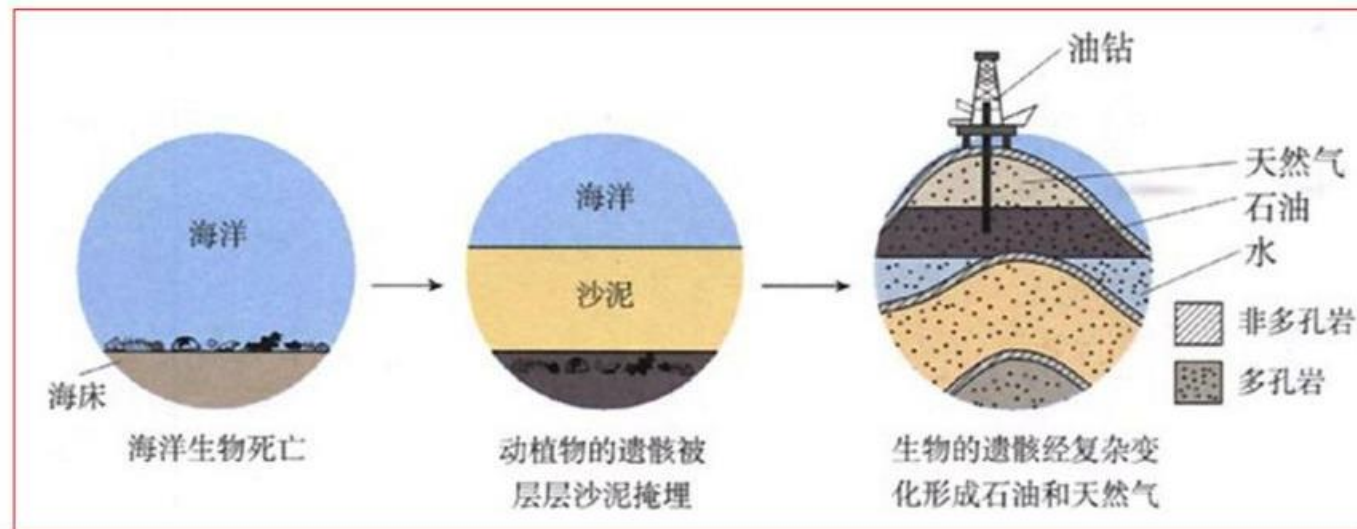 油钻
天然气
石油
水
非多孔岩
多孔岩
海洋
海床
海洋生物死亡
海洋
沙泥
动植物的遗骸被
层层沙泥掩埋
生物的遗骸经复杂变
化形成石油和天然气